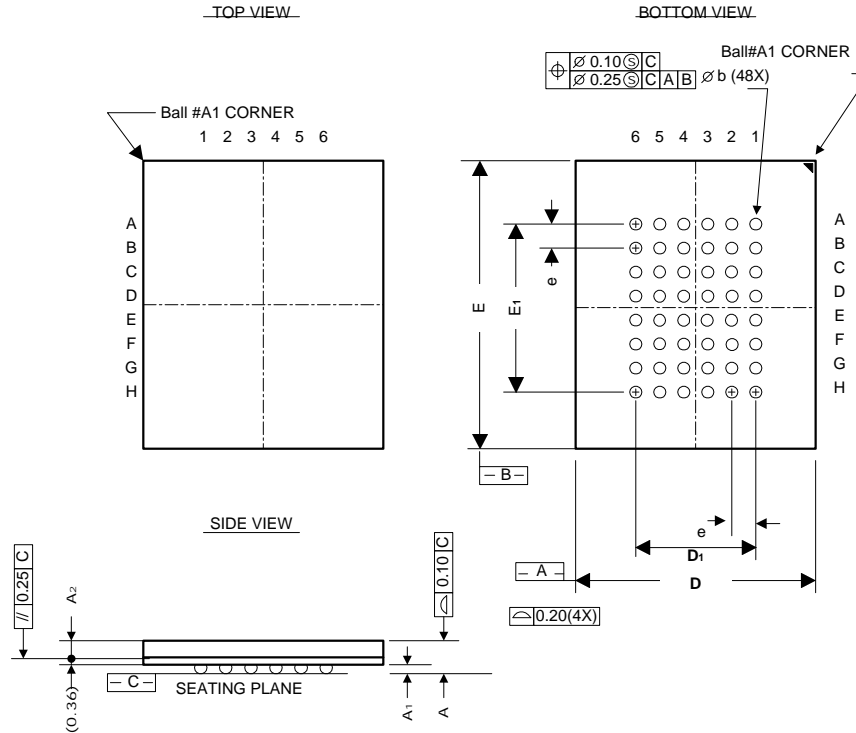 TOP VIEW
BOTTOM VIEW
Ball #A1 CORNER
1 2 3 4 5 6
A
B
C
D
E
F
G
H
⌖ ∅ 0.10 Ⓢ C
∅ 0.25 Ⓢ C A B
∅ b (48X)
Ball#A1 CORNER
6 5 4 3 2 1
A
B
C
D
E
F
G
H
e
E1
E
– B –
e
D1
– A –
D
⌓ 0.20(4X)
SIDE VIEW
// 0.25 C
A2
(0.36)
⌓ 0.10 C
– C –
SEATING PLANE
A1
A